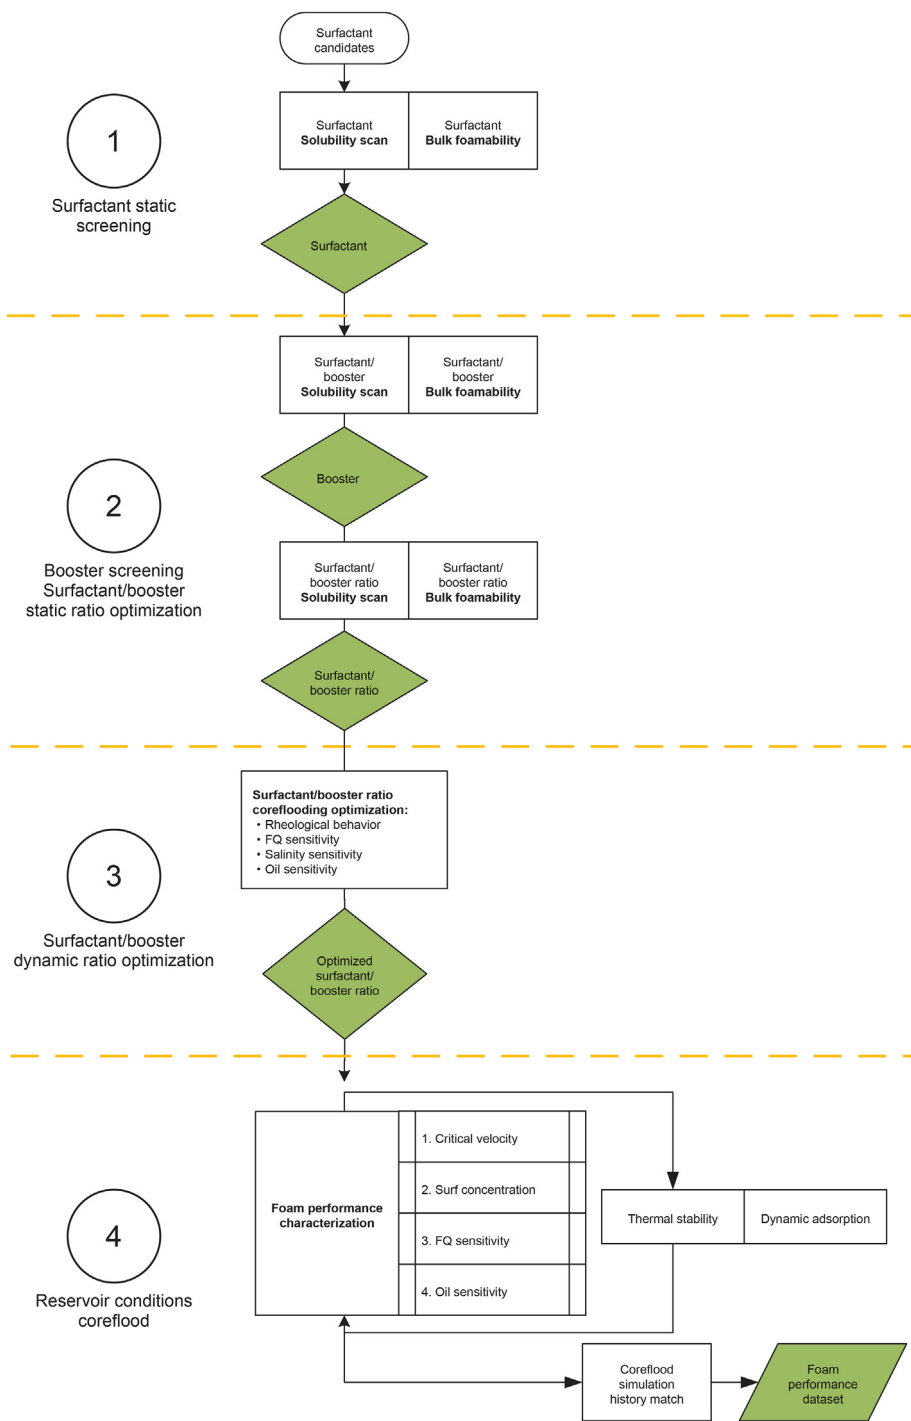 Surfactant
candidates
1
Surfactant static
screening
Surfactant
Solubility scan
Surfactant
Bulk foamability
Surfactant
2
Booster screening
Surfactant/booster
static ratio optimization
Surfactant/
booster
Solubility scan
Surfactant/
booster
Bulk foamability
Booster
Surfactant/
booster ratio
Solubility scan
Surfactant/
booster ratio
Bulk foamability
Surfactant/
booster ratio
3
Surfactant/booster
dynamic ratio optimization
Surfactant/booster ratio
coreflooding optimization:
• Rheological behavior
• FQ sensitivity
• Salinity sensitivity
• Oil sensitivity
Optimized
surfactant/
booster ratio
4
Reservoir conditions
coreflood
Foam performance
characterization
1. Critical velocity
2. Surf concentration
3. FQ sensitivity
4. Oil sensitivity
Thermal stability
Dynamic adsorption
Coreflood
simulation
history match
Foam
performance
dataset